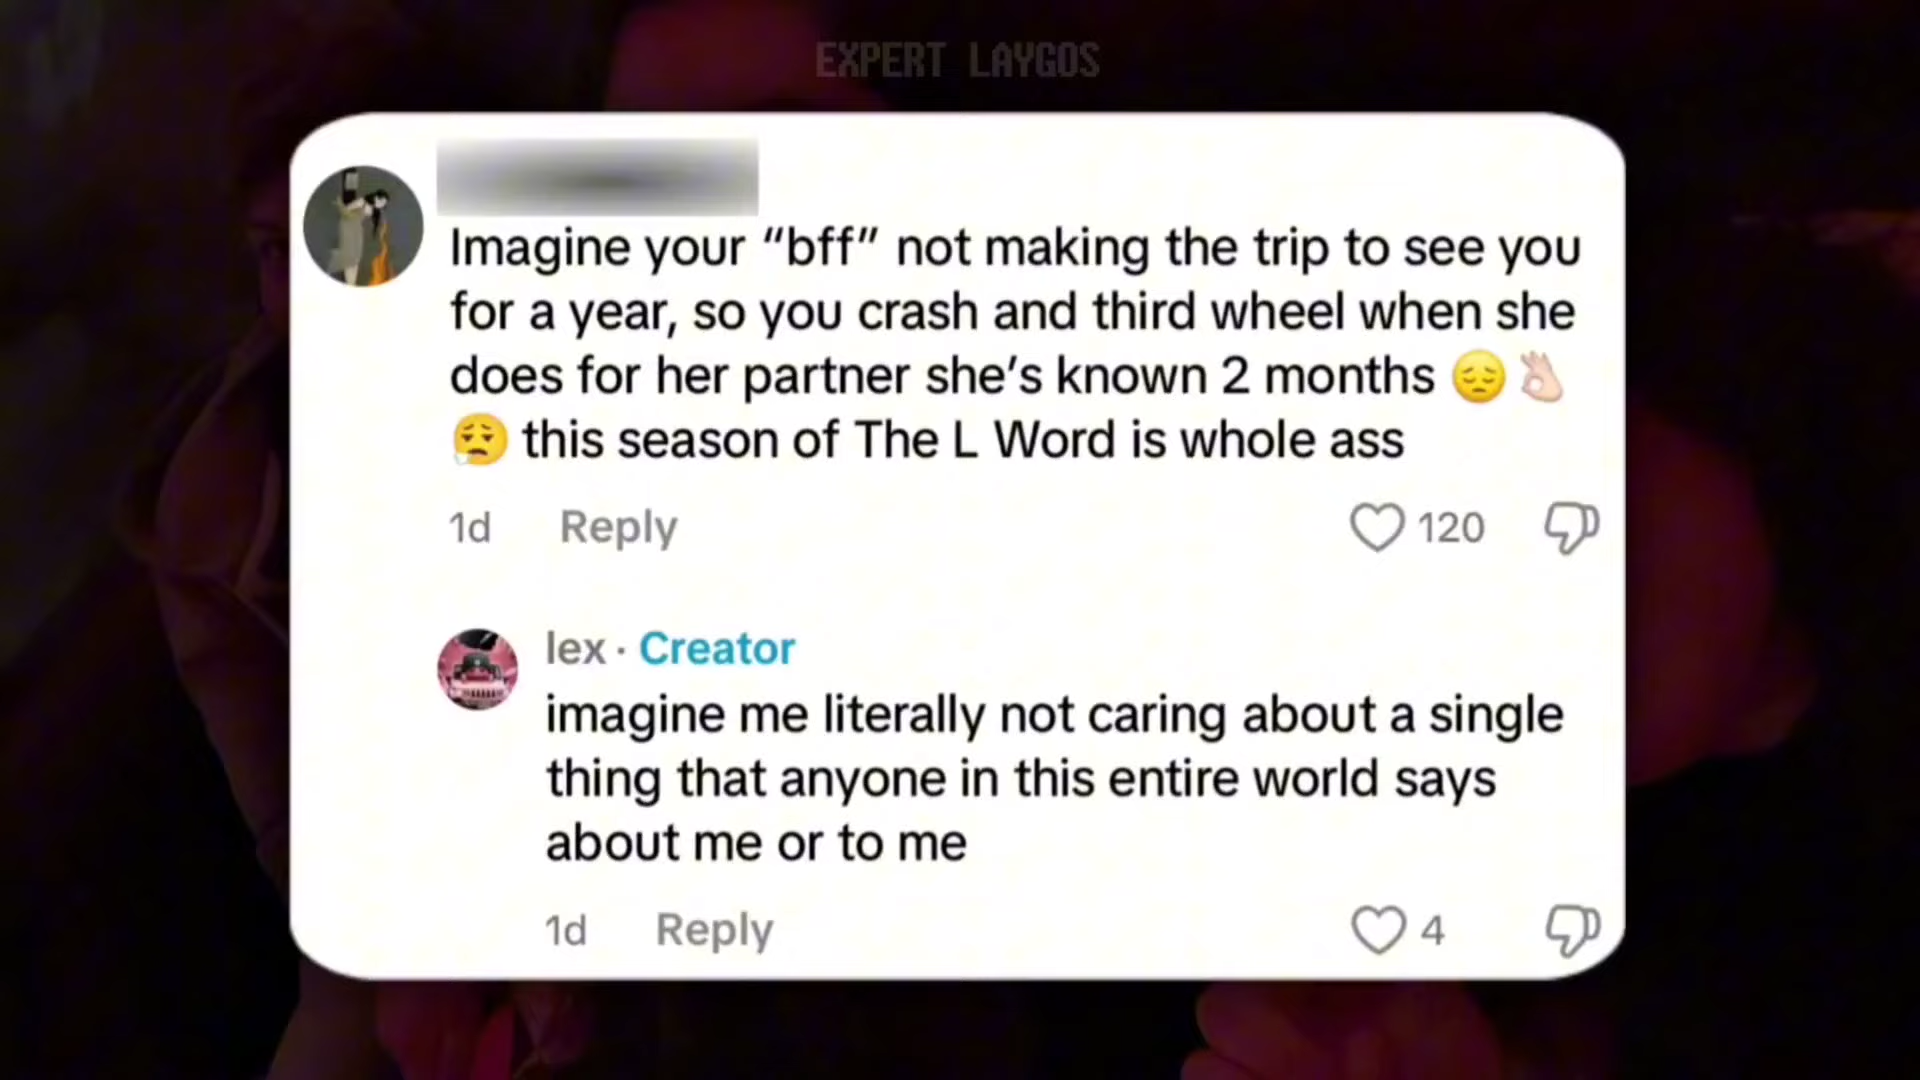 EXPERT LAYGOS
Imagine your “bff” not making the trip to see you
for a year, so you crash and third wheel when she
does for her partner she’s known 2 months 😔👌🏻
😮‍💨 this season of The L Word is whole ass
1d Reply 120
lex · Creator
imagine me literally not caring about a single
thing that anyone in this entire world says
about me or to me
1d Reply 4